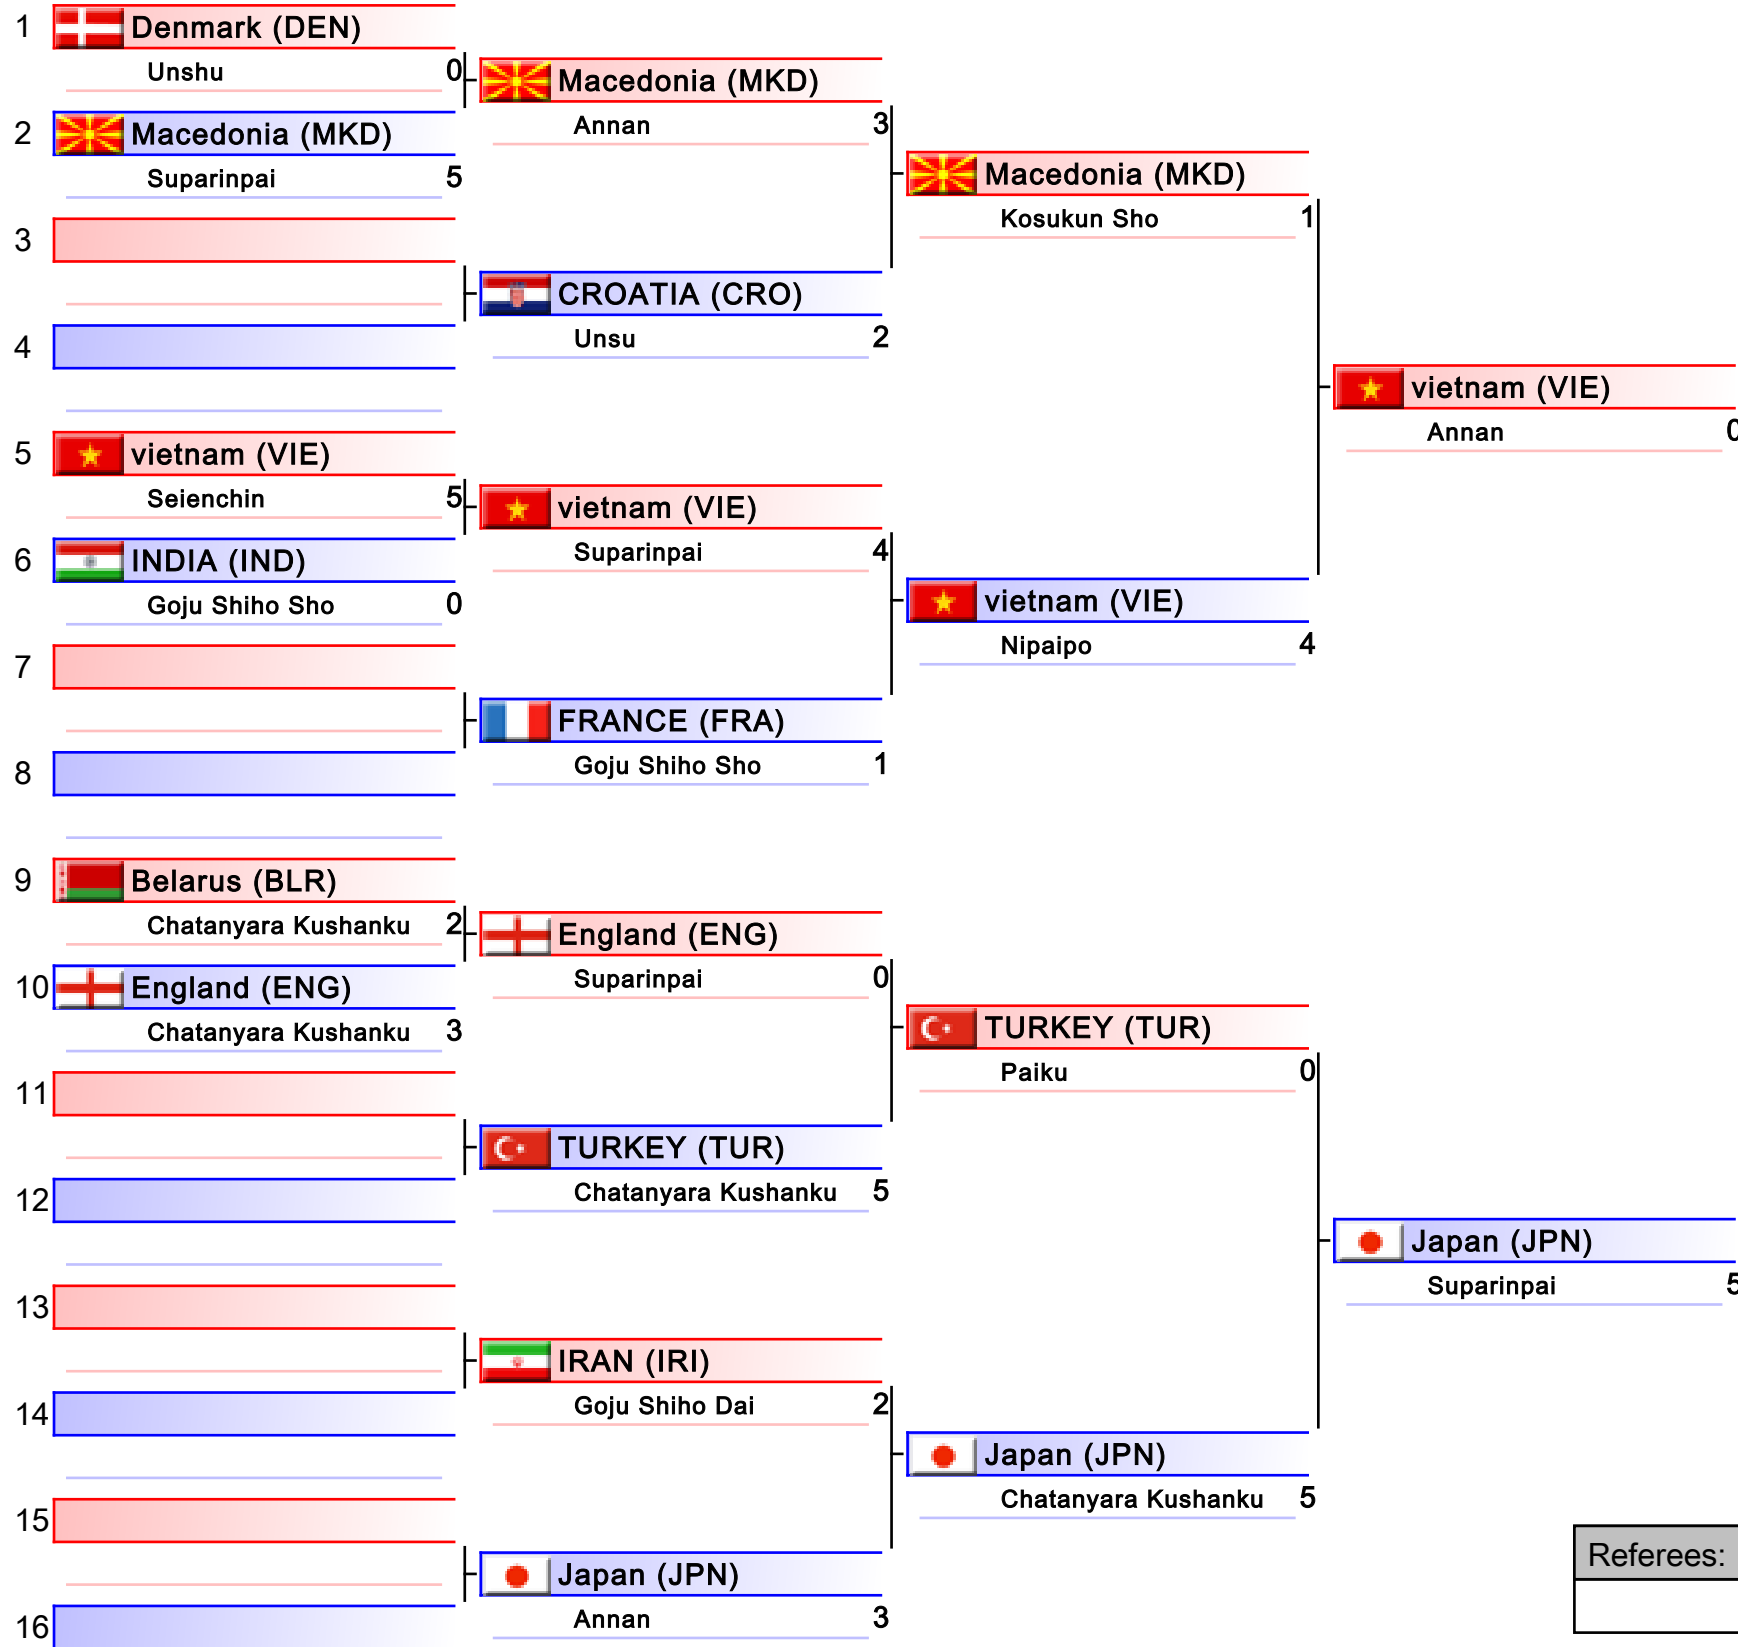 1
Denmark (DEN)
Unshu 0
2
Macedonia (MKD)
Suparinpai 5
3
4
5
vietnam (VIE)
Seienchin 5
6
INDIA (IND)
Goju Shiho Sho 0
7
8
9
Belarus (BLR)
Chatanyara Kushanku 2
10
England (ENG)
Chatanyara Kushanku 3
11
12
13
14
15
16
Macedonia (MKD)
Annan 3
CROATIA (CRO)
Unsu 2
vietnam (VIE)
Suparinpai 4
FRANCE (FRA)
Goju Shiho Sho 1
England (ENG)
Suparinpai 0
TURKEY (TUR)
Chatanyara Kushanku 5
IRAN (IRI)
Goju Shiho Dai 2
Japan (JPN)
Annan 3
Macedonia (MKD)
Kosukun Sho 1
vietnam (VIE)
Nipaipo 4
TURKEY (TUR)
Paiku 0
Japan (JPN)
Chatanyara Kushanku 5
vietnam (VIE)
Annan 0
Japan (JPN)
Suparinpai 5
Referees: